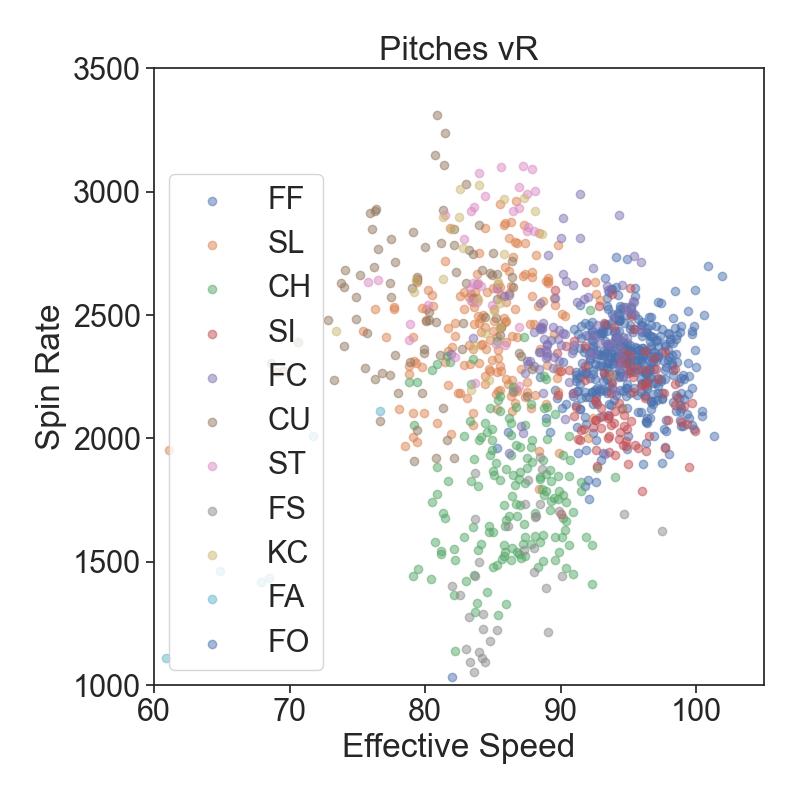 Pitches vR
3500
3000
2500
2000
1500
1000
Spin Rate
FF
SL
CH
SI
FC
CU
ST
FS
KC
FA
FO
60 70 80 90 100
Effective Speed